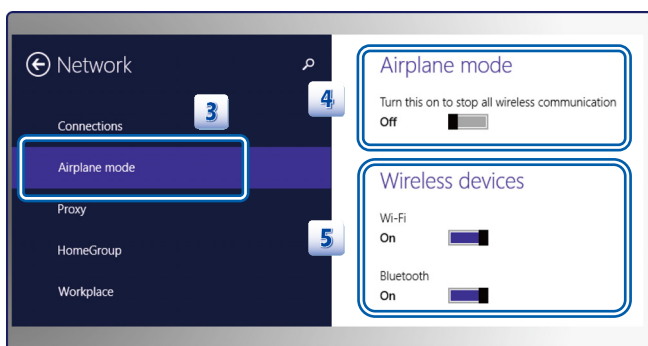 Network
3
Connections
Airplane mode
Proxy
HomeGroup
Workplace
4
Airplane mode
Turn this on to stop all wireless communication
Off
5
Wireless devices
Wi-Fi
On
Bluetooth
On